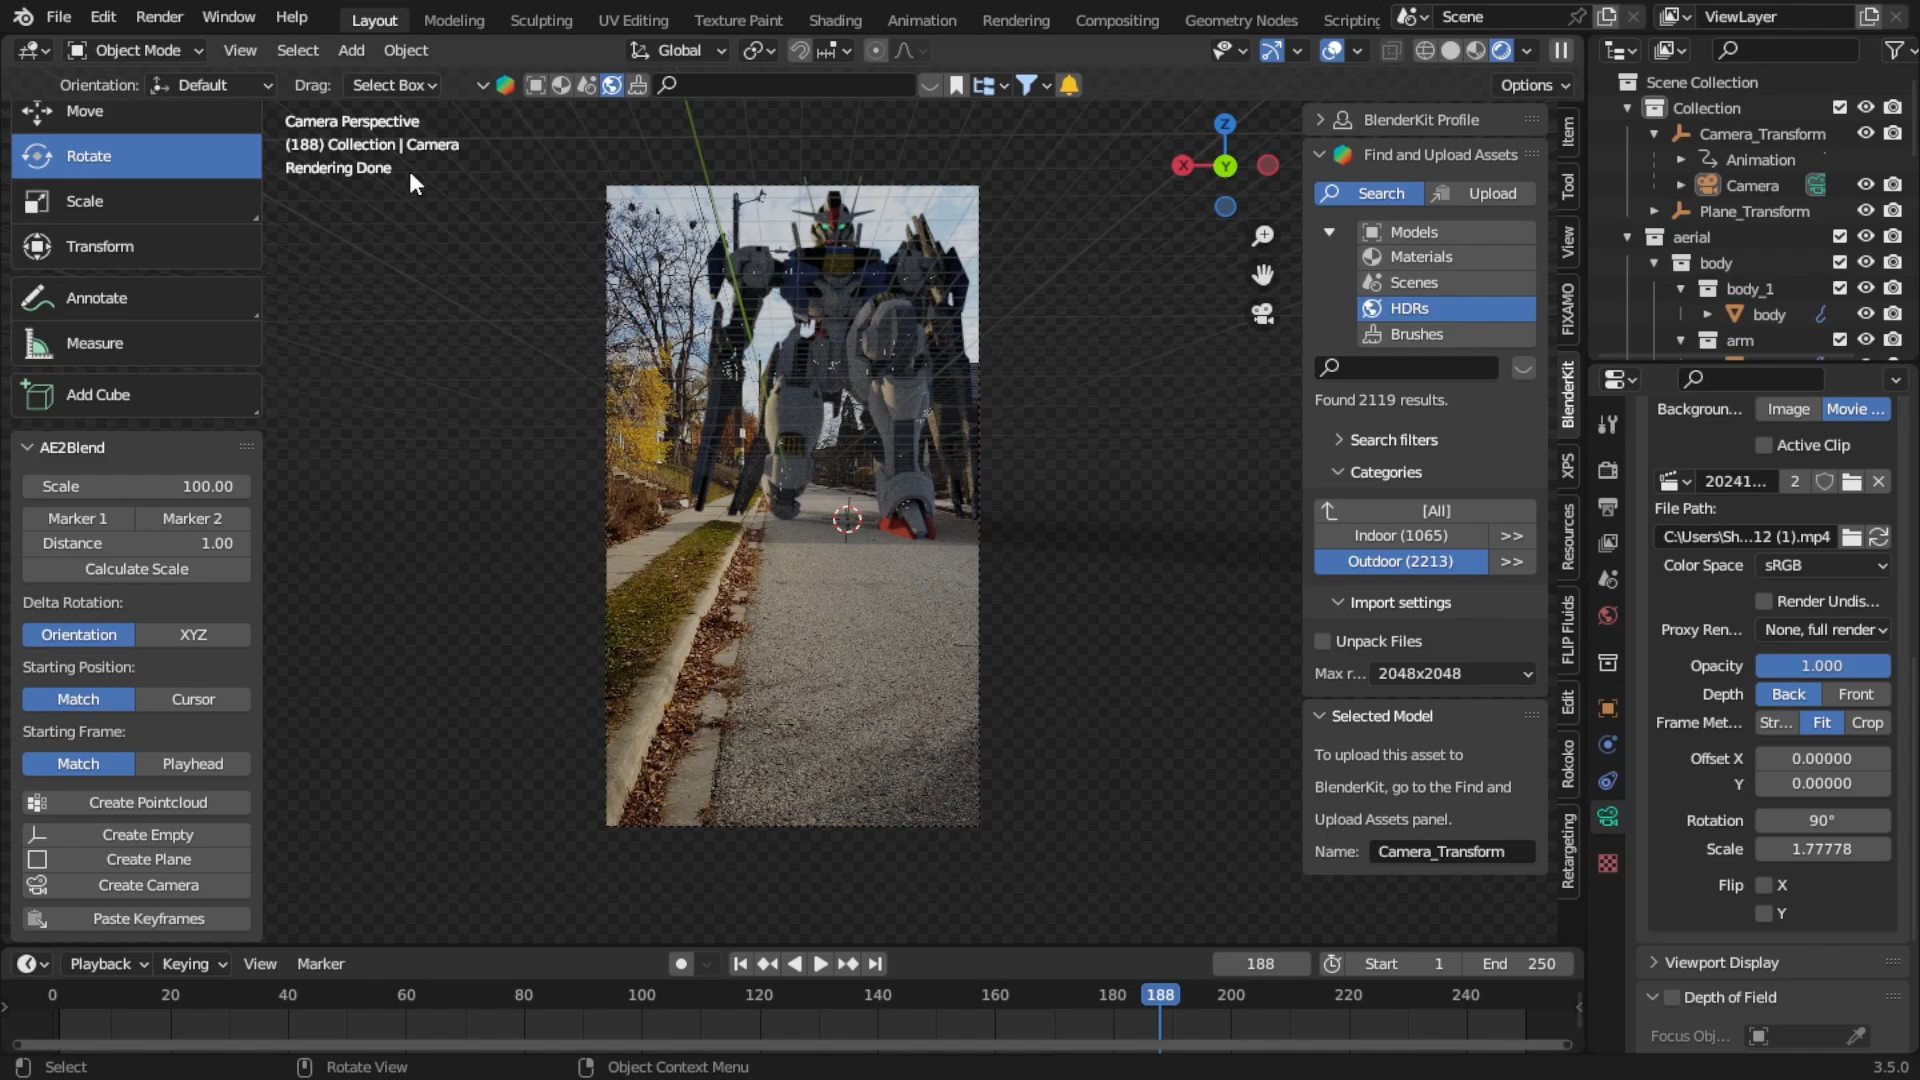 File Edit Render Window Help Layout Modeling Sculpting UV Editing Texture Paint Shading Animation Rendering Compositing Geometry Nodes Scripting Scene ViewLayer
Object Mode View Select Add Object Global
Orientation: Default Drag: Select Box Options
Move
Rotate
Scale
Transform
Annotate
Measure
Add Cube
AE2Blend
Scale 100.00
Marker 1 Marker 2
Distance 1.00
Calculate Scale
Delta Rotation:
Orientation XYZ
Starting Position:
Match Cursor
Starting Frame:
Match Playhead
Create Pointcloud
Create Empty
Create Plane
Create Camera
Paste Keyframes
Camera Perspective
(188) Collection | Camera
Rendering Done
Z
X Y
BlenderKit Profile
Find and Upload Assets
Search Upload
Models
Materials
Scenes
HDRs
Brushes
Found 2119 results.
Search filters
Categories
[All]
Indoor (1065) >>
Outdoor (2213) >>
Import settings
Unpack Files
Max r... 2048x2048
Selected Model
To upload this asset to
BlenderKit, go to the Find and
Upload Assets panel.
Name: Camera_Transform
Item
Tool
View
FIXAMO
BlenderKit
XPS
Resources
FLIP Fluids
Edit
Rokoko
Retargeting
Scene Collection
Collection
Camera_Transform
Animation
Camera
Plane_Transform
aerial
body
body_1
body
arm
Backgroun... Image Movie ...
Active Clip
20241... 2
File Path:
C:\Users\Sh...12 (1).mp4
Color Space sRGB
Render Undis...
Proxy Ren... None, full render
Opacity 1.000
Depth Back Front
Frame Met... Str... Fit Crop
Offset X 0.00000
Y 0.00000
Rotation 90°
Scale 1.77778
Flip X
Y
Viewport Display
Depth of Field
Focus Obj...
Playback Keying View Marker 188 Start 1 End 250
0 20 40 60 80 100 120 140 160 180 188 200 220 240
Select Rotate View Object Context Menu 3.5.0